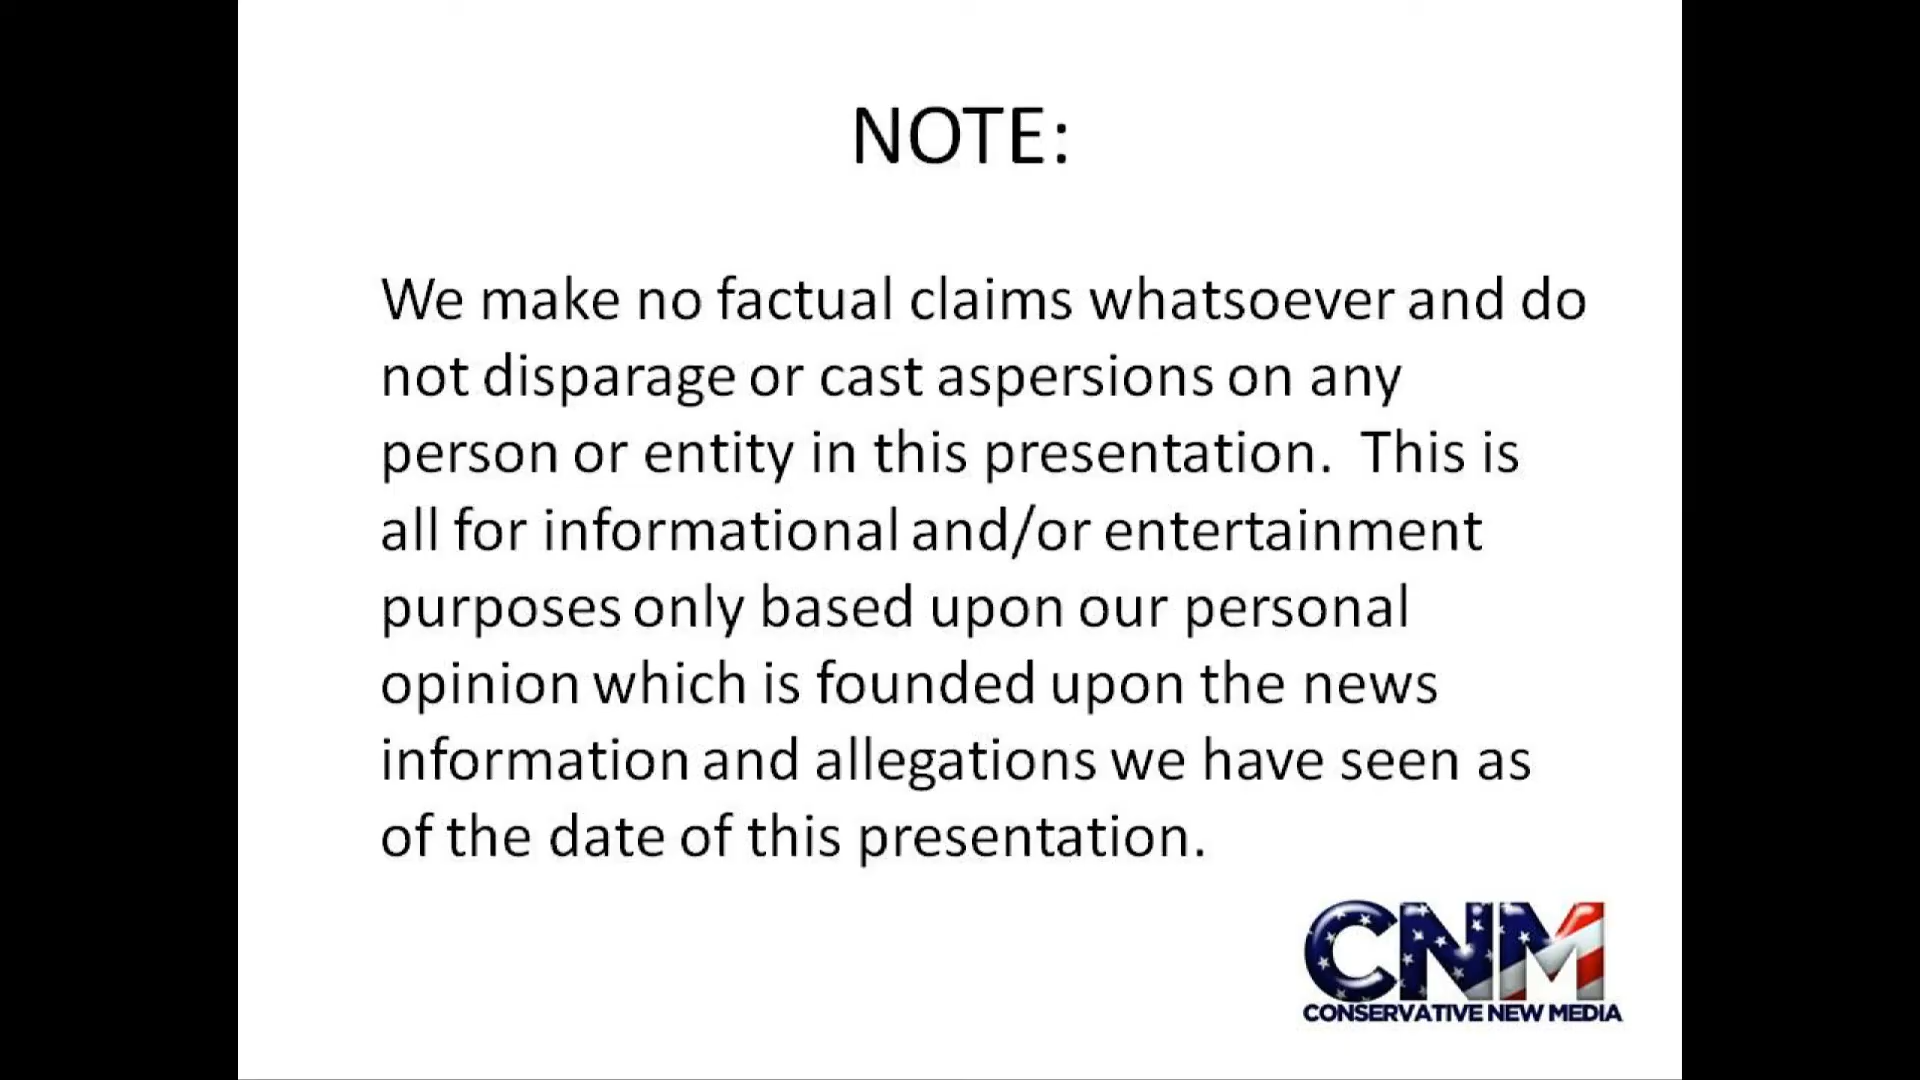 NOTE:
We make no factual claims whatsoever and do
not disparage or cast aspersions on any
person or entity in this presentation.  This is
all for informational and/or entertainment
purposes only based upon our personal
opinion which is founded upon the news
information and allegations we have seen as
of the date of this presentation.
CNM
CONSERVATIVE NEW MEDIA